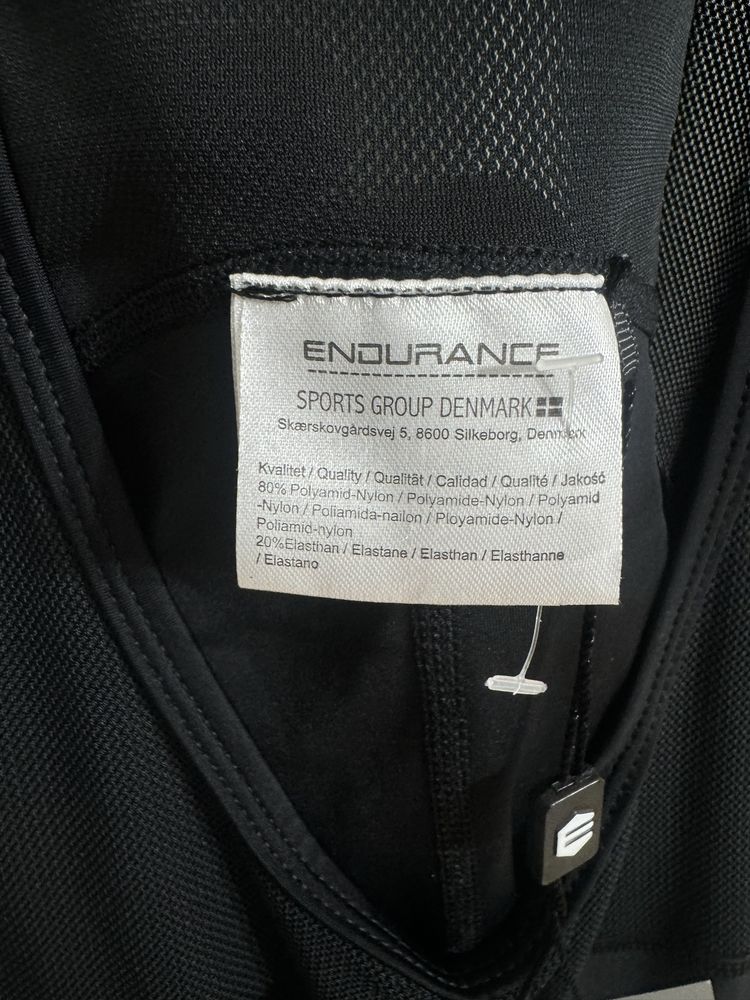 ENDURANCE
SPORTS GROUP DENMARK
Skærskovgårdsvej 5, 8600 Silkeborg, Denmark
Kvalitet / Quality / Qualität / Calidad / Qualité / Jakość
80% Polyamid-Nylon / Polyamide-Nylon / Polyamid
-Nylon / Poliamida-nailon / Ployamide-Nylon /
Poliamid-nylon
20%Elasthan / Elastane / Elasthan / Elasthanne
/ Elastano